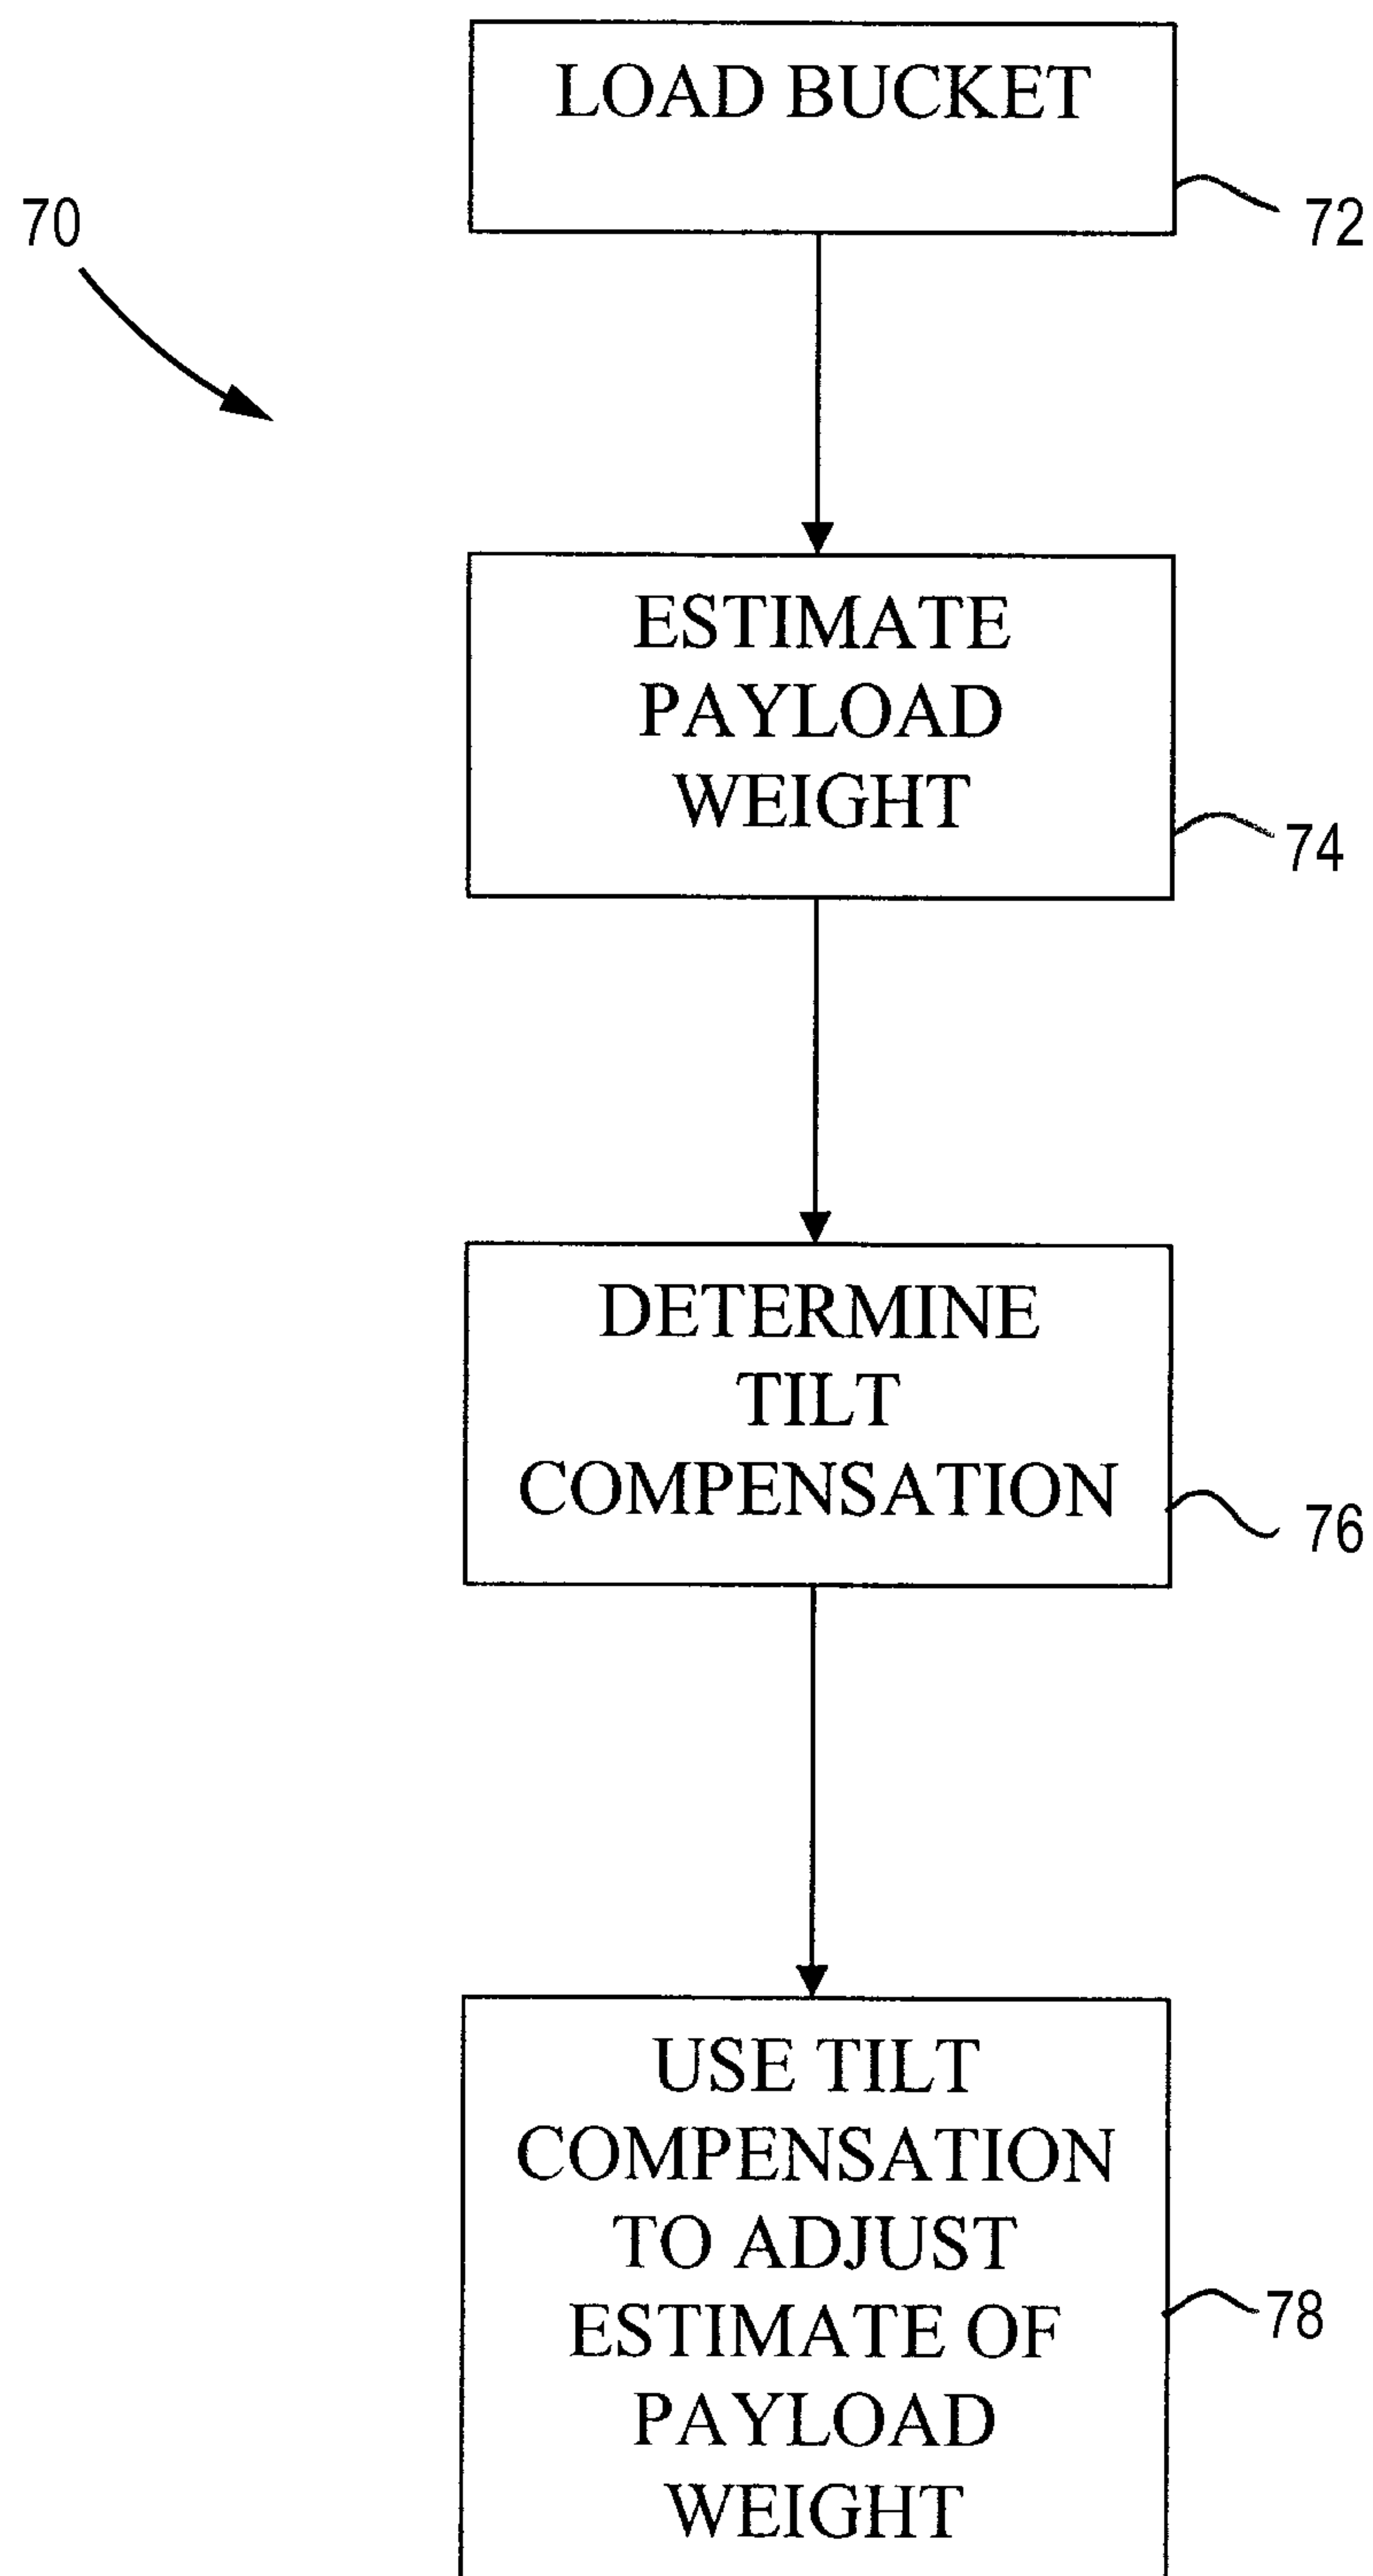 LOAD BUCKET
70
72
ESTIMATE
PAYLOAD
WEIGHT
74
DETERMINE
TILT
COMPENSATION
76
USE TILT
COMPENSATION
TO ADJUST
ESTIMATE OF
PAYLOAD
WEIGHT
78